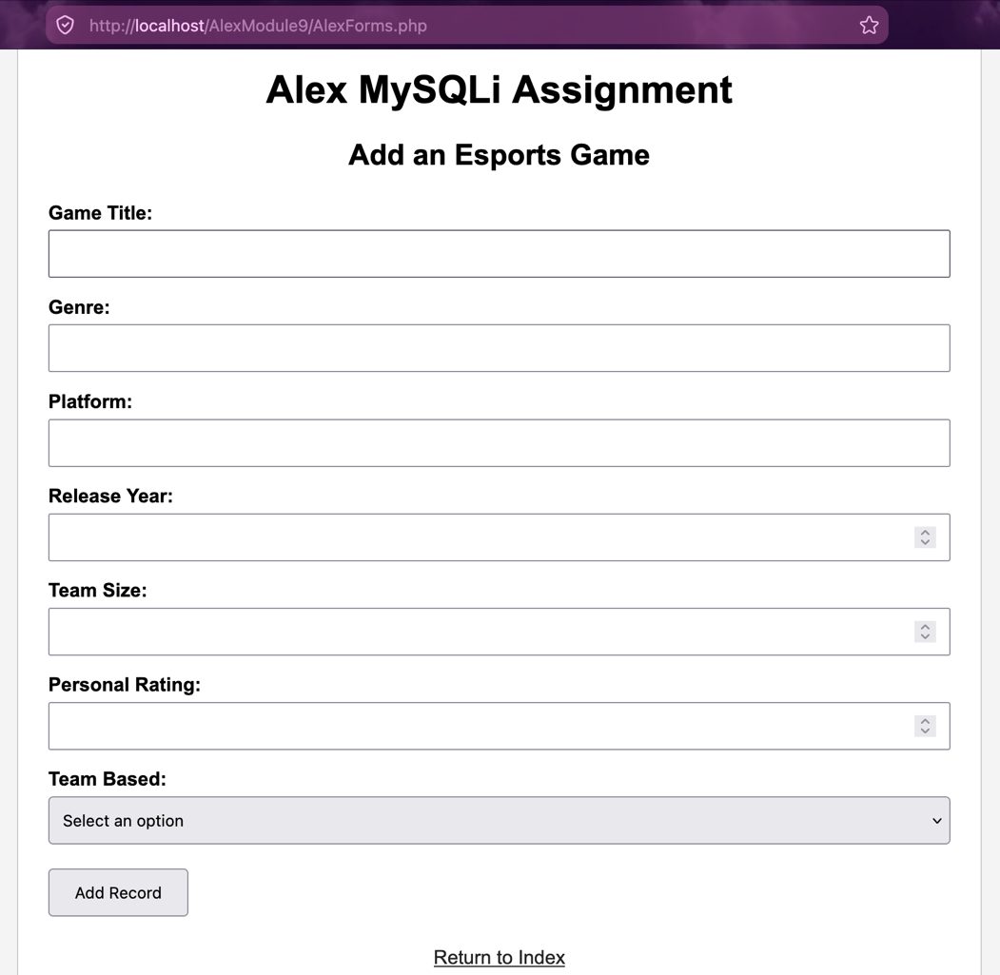 http://localhost/AlexModule9/AlexForms.php
Alex MySQLi Assignment
Add an Esports Game
Game Title:
Genre:
Platform:
Release Year:
Team Size:
Personal Rating:
Team Based:
Select an option
Add Record
Return to Index